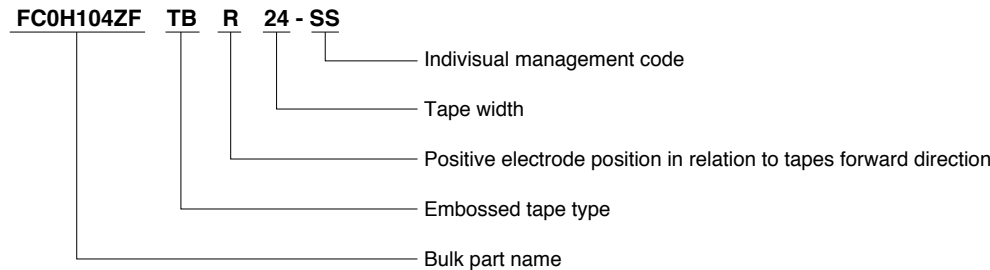 FC0H104ZF TB R 24 - SS
Indivisual management code
Tape width
Positive electrode position in relation to tapes forward direction
Embossed tape type
Bulk part name